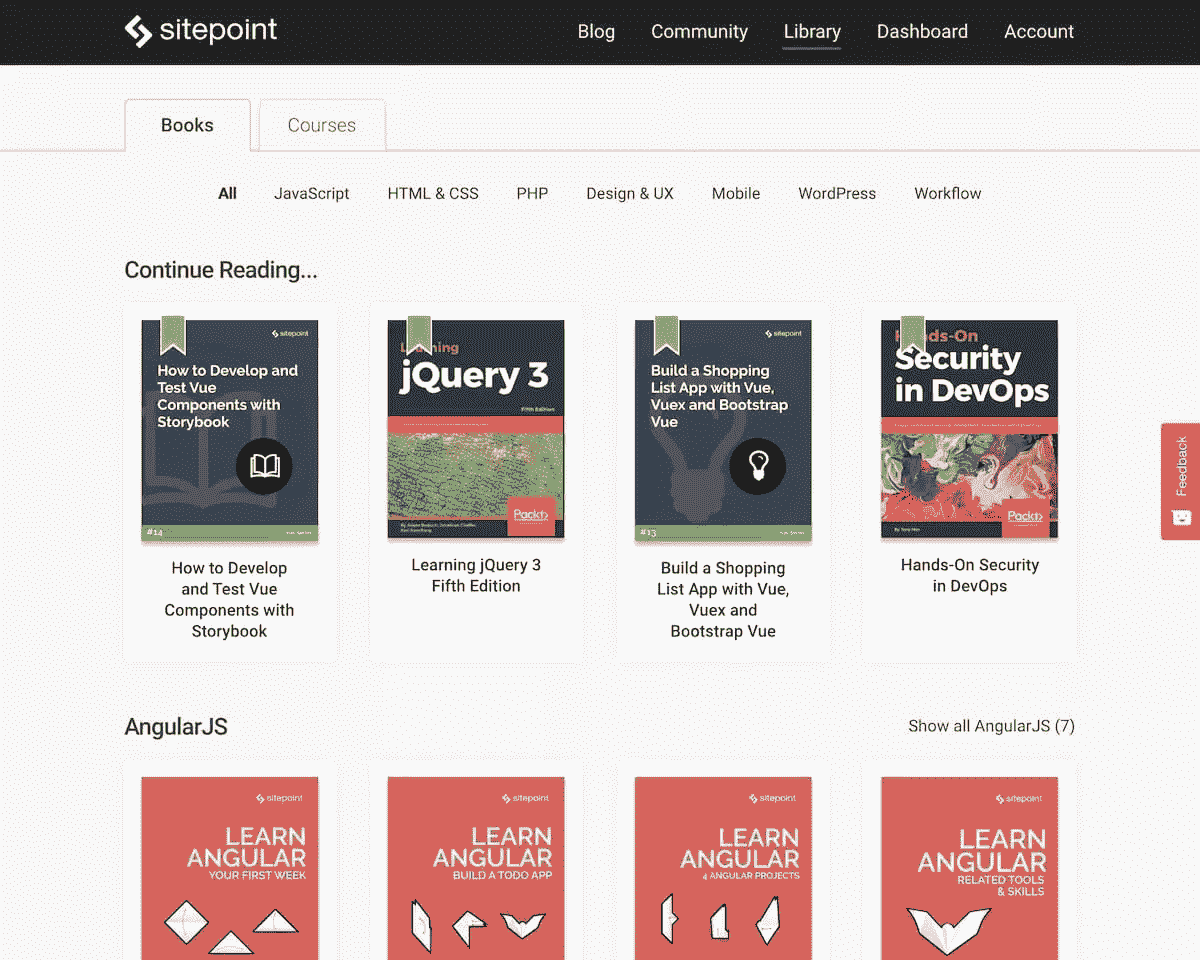 sitepoint
Blog Community Library Dashboard Account
Books Courses
All JavaScript HTML & CSS PHP Design & UX Mobile WordPress Workflow
Continue Reading...
sitepoint
How to Develop and
Test Vue
Components with
Storybook
#14
Learning
jQuery 3
Fifth Edition
Packt>
sitepoint
Build a Shopping
List App with Vue,
Vuex and Bootstrap
Vue
#13
Hands-On
Security
in DevOps
Packt>
How to Develop
and Test Vue
Components with
Storybook
Learning jQuery 3
Fifth Edition
Build a Shopping
List App with Vue,
Vuex and
Bootstrap Vue
Hands-On Security
in DevOps
Feedback
AngularJS
Show all AngularJS (7)
sitepoint
LEARN
ANGULAR
YOUR FIRST WEEK
sitepoint
LEARN
ANGULAR
BUILD A TODO APP
sitepoint
LEARN
ANGULAR
4 ANGULAR PROJECTS
sitepoint
LEARN
ANGULAR
RELATED TOOLS
& SKILLS